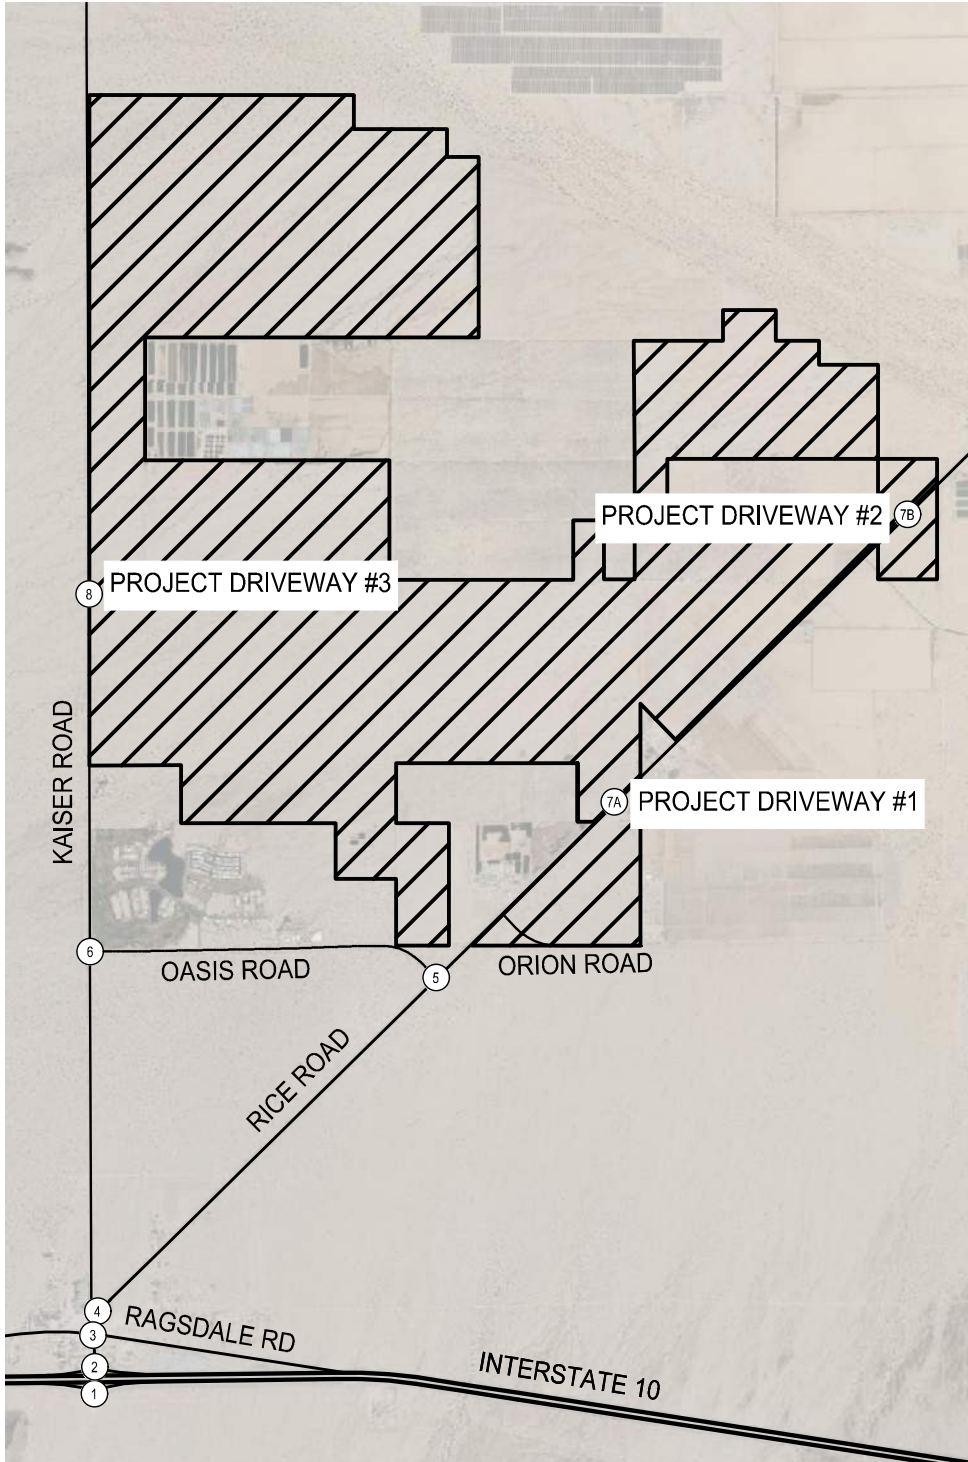 PROJECT DRIVEWAY #2
7B
PROJECT DRIVEWAY #3
8
KAISER ROAD
7A
PROJECT DRIVEWAY #1
6
OASIS ROAD
5
ORION ROAD
RICE ROAD
4
RAGSDALE RD
3
2
INTERSTATE 10
1